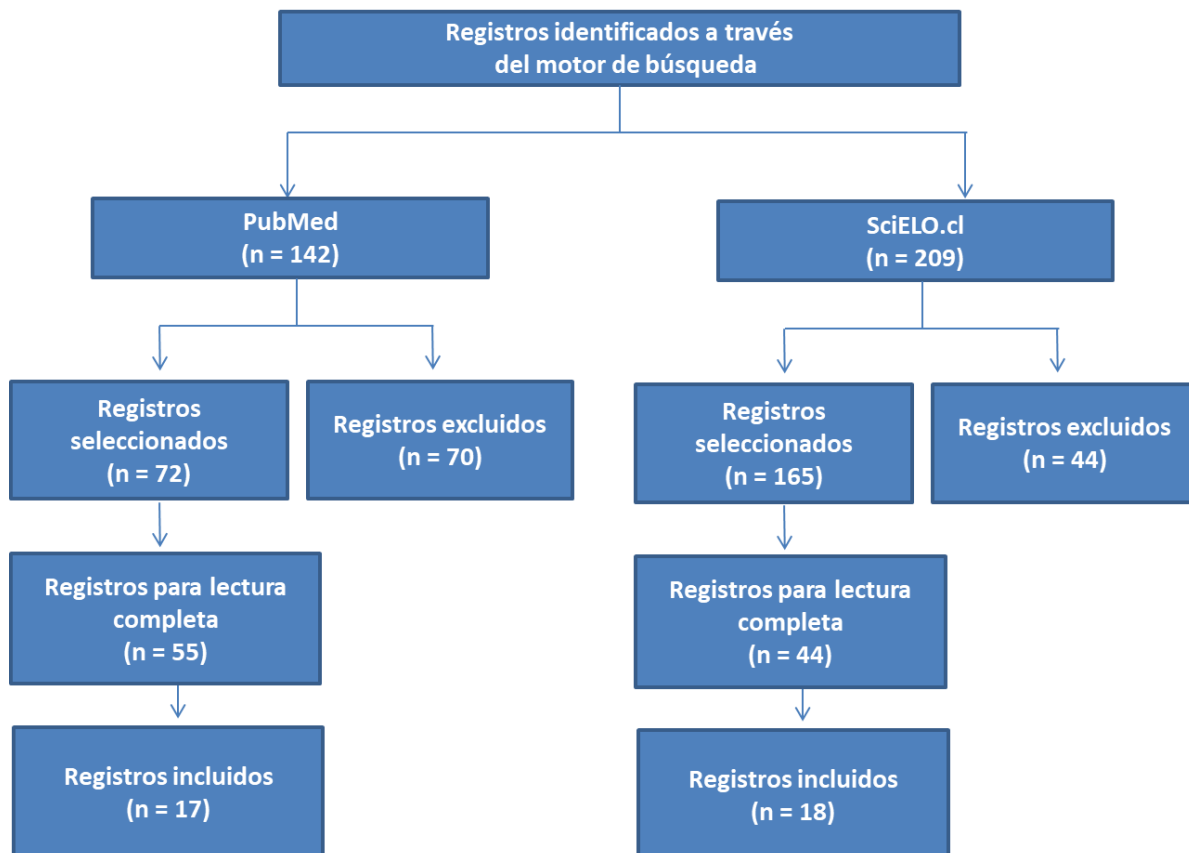 Registros identificados a través
del motor de búsqueda
PubMed
(n = 142)
SciELO.cl
(n = 209)
Registros
seleccionados
(n = 72)
Registros excluidos
(n = 70)
Registros
seleccionados
(n = 165)
Registros excluidos
(n = 44)
Registros para lectura
completa
(n = 55)
Registros para lectura
completa
(n = 44)
Registros incluidos
(n = 17)
Registros incluidos
(n = 18)